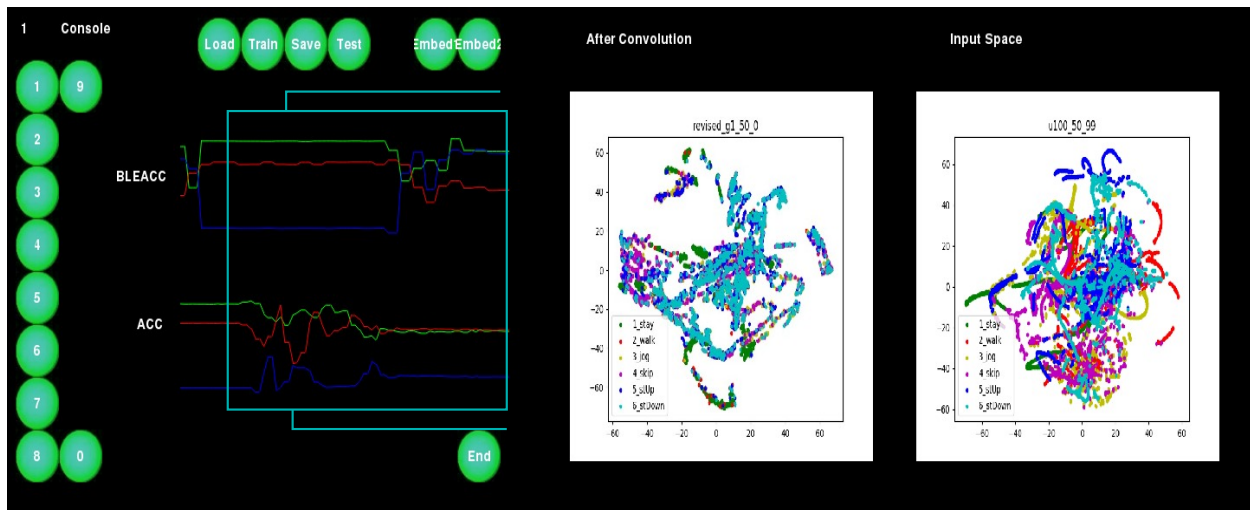 1 Console
Load Train Save Test Embed Embed2
After Convolution
Input Space
1 9
2
3
4
5
6
7
8 0
BLEACC
ACC
End
revised_g1_50_0
60
40
20
0
-20
-40
-60
1_stay
2_walk
3_jog
4_skip
5_stUp
6_stDown
-60 -40 -20 0 20 40 60
u100_50_99
60
40
20
0
-20
-40
-60
1_stay
2_walk
3_jog
4_skip
5_stUp
6_stDown
-60 -40 -20 0 20 40 60